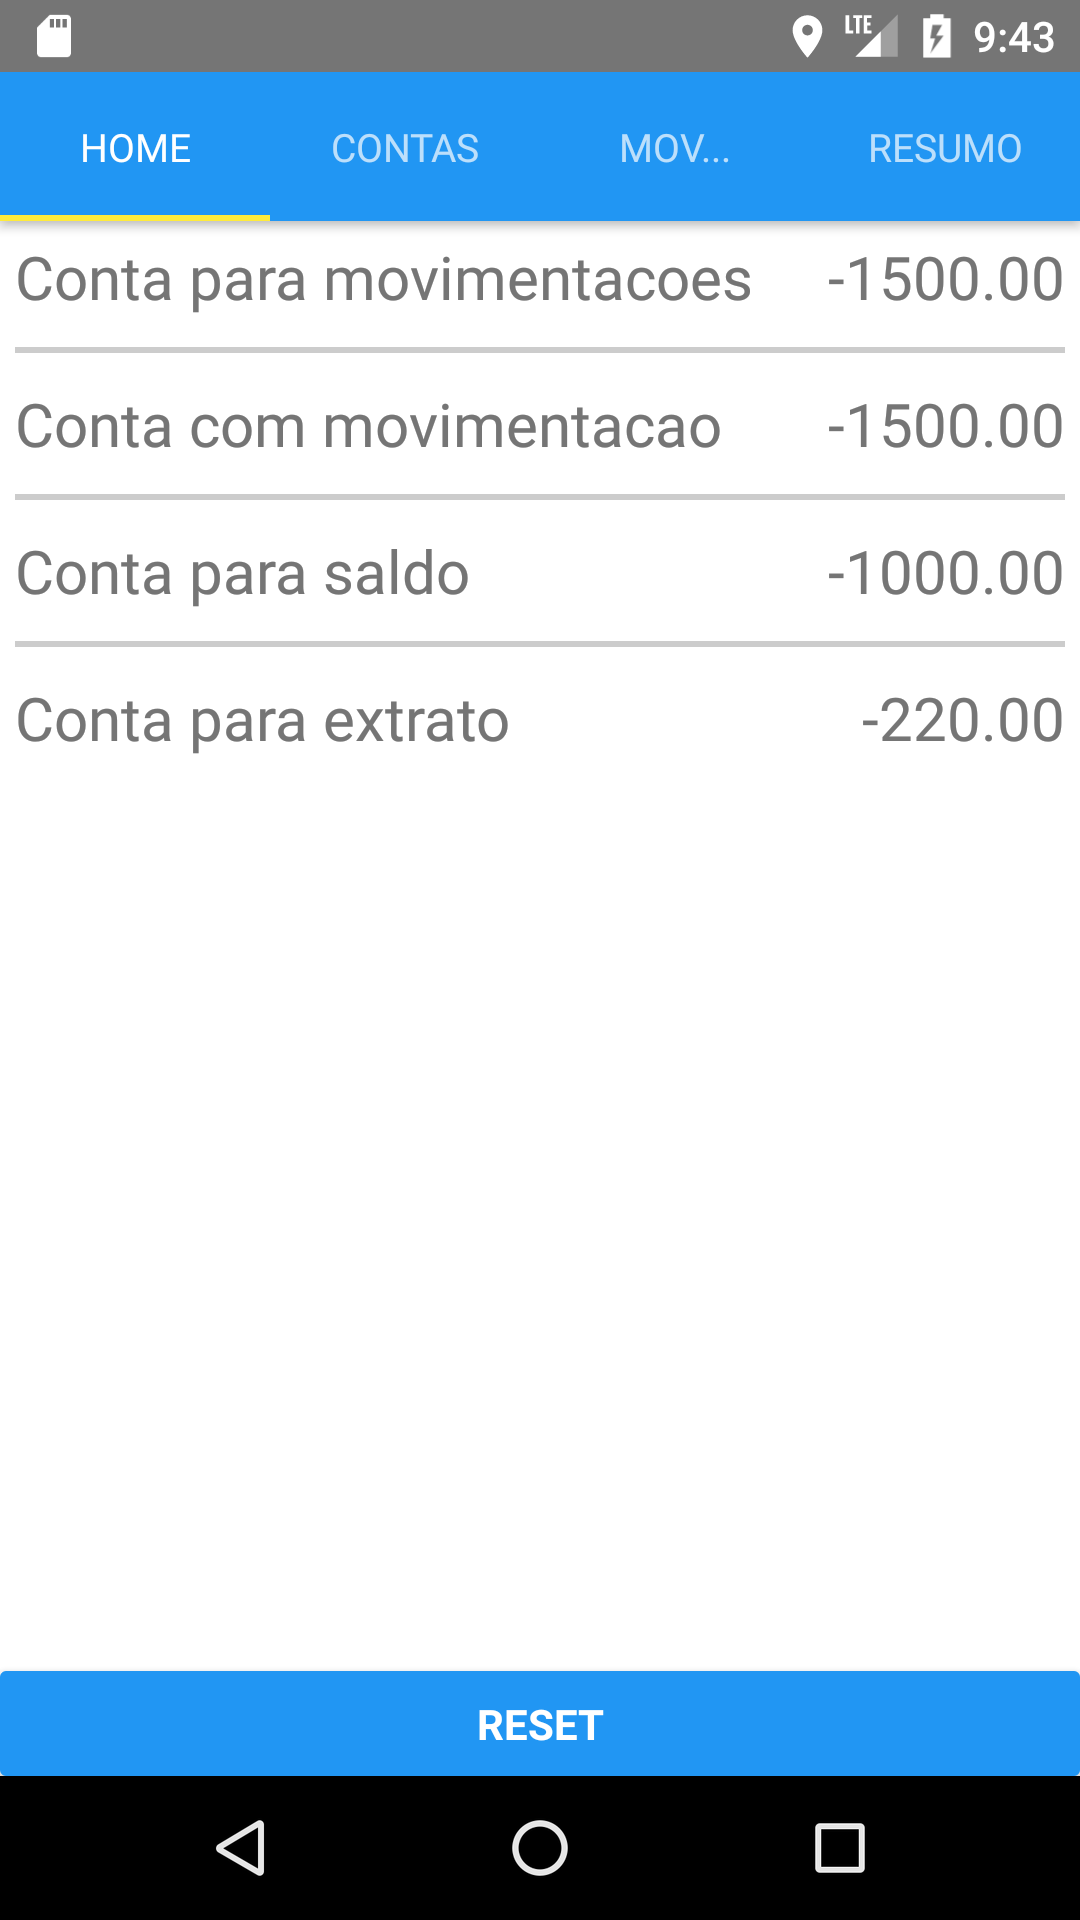 LTE 9:43
HOME CONTAS MOV... RESUMO
Conta para movimentacoes -1500.00
Conta com movimentacao -1500.00
Conta para saldo -1000.00
Conta para extrato -220.00
RESET